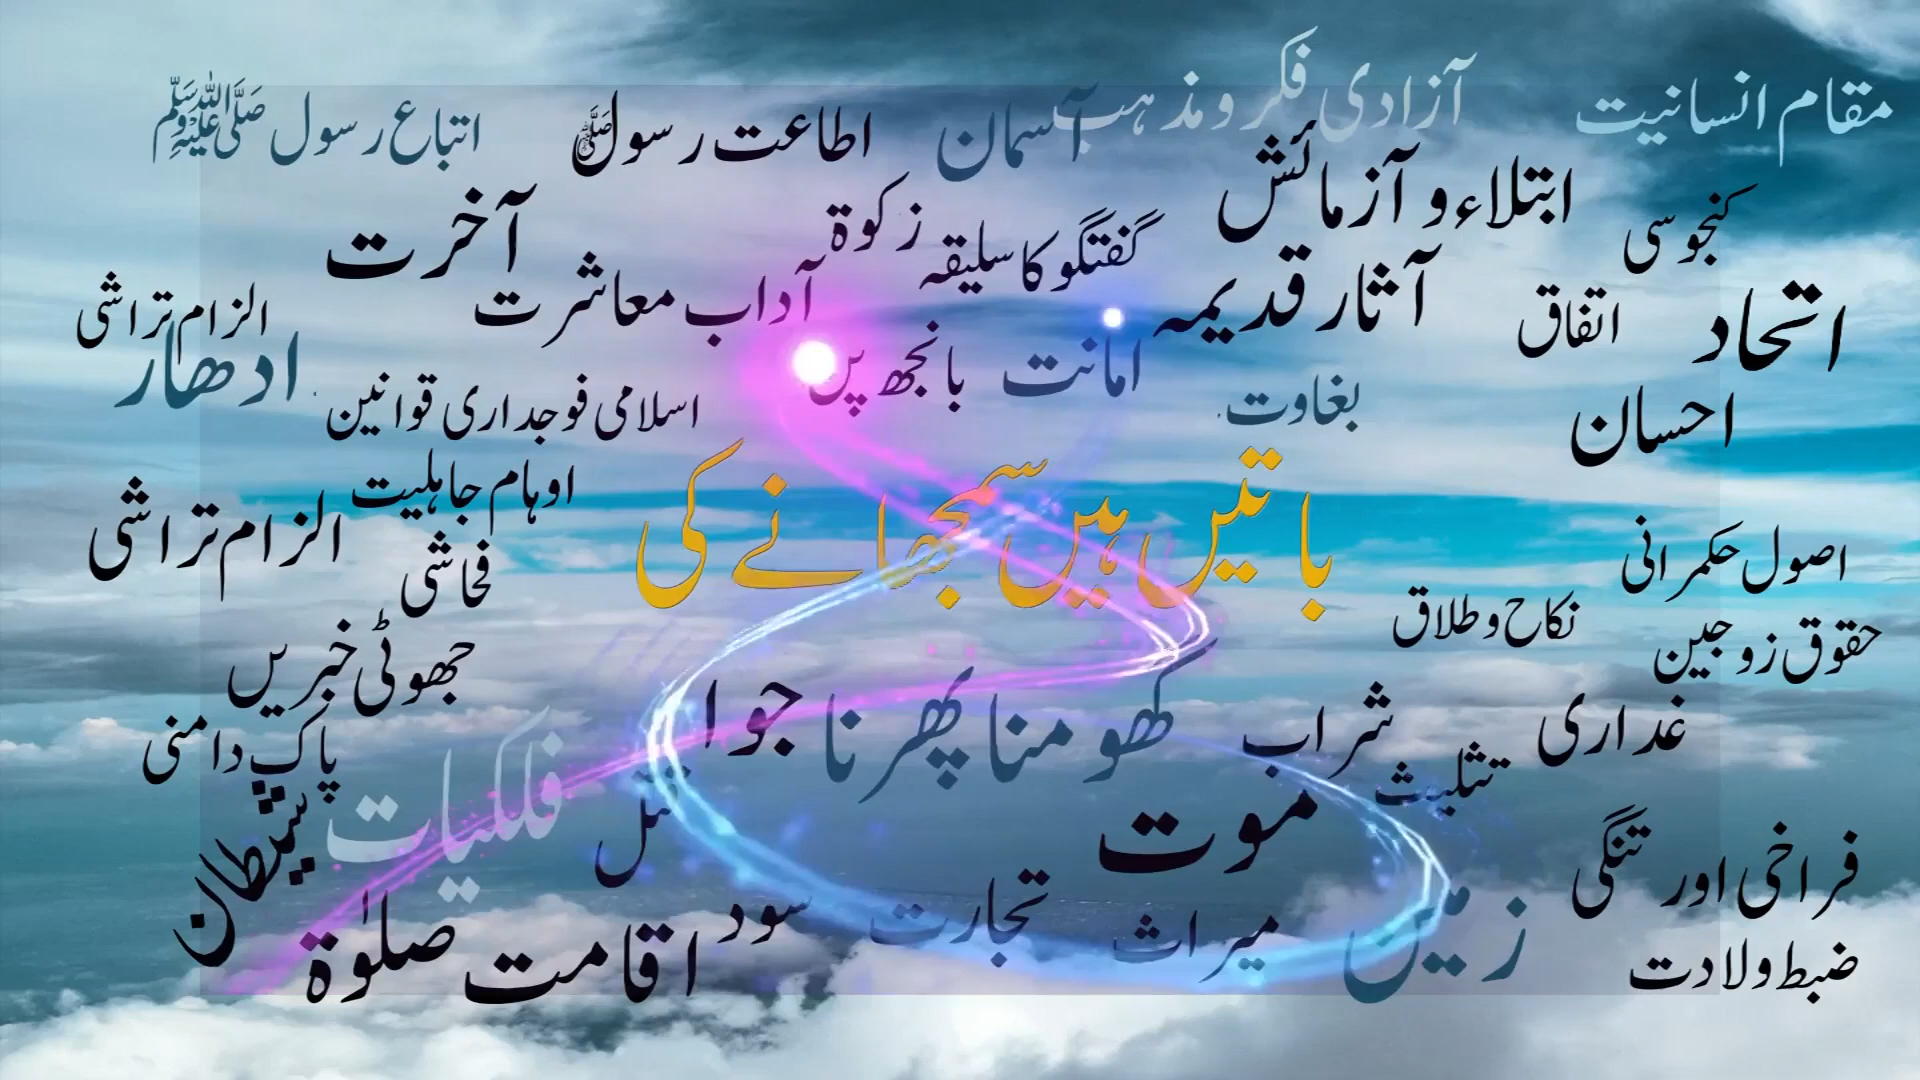 مقام انسانیت
آزادی فکر و مذہب
آسمان
اطاعت رسولﷺ
اتباع رسول ﷺ
ابتلاء و آزمائش
کنجوسی
زکوۃ
گفتگو کا سلیقہ
آخرت
آداب معاشرت
آثار قدیمہ
اتفاق
اتحاد
الزام تراشی
ادھار
امانت
بانجھ پن
بغاوت
احسان
اسلامی فوجداری قوانین
باتیں ہیں سمجھانے کی
اوہام جاہلیت
الزام تراشی
فحاشی
اصول حکمرانی
نکاح و طلاق
حقوق زوجین
جھوٹی خبریں
پاک دامنی
گھومنا پھرنا
جوا
شراب
غداری
تثلیث
فلکیات
قتل
موت
شیطان
فراخی اور تنگی
اقامت صلوٰۃ
سود
تجارت
میراث
زمین
ضبط ولادت